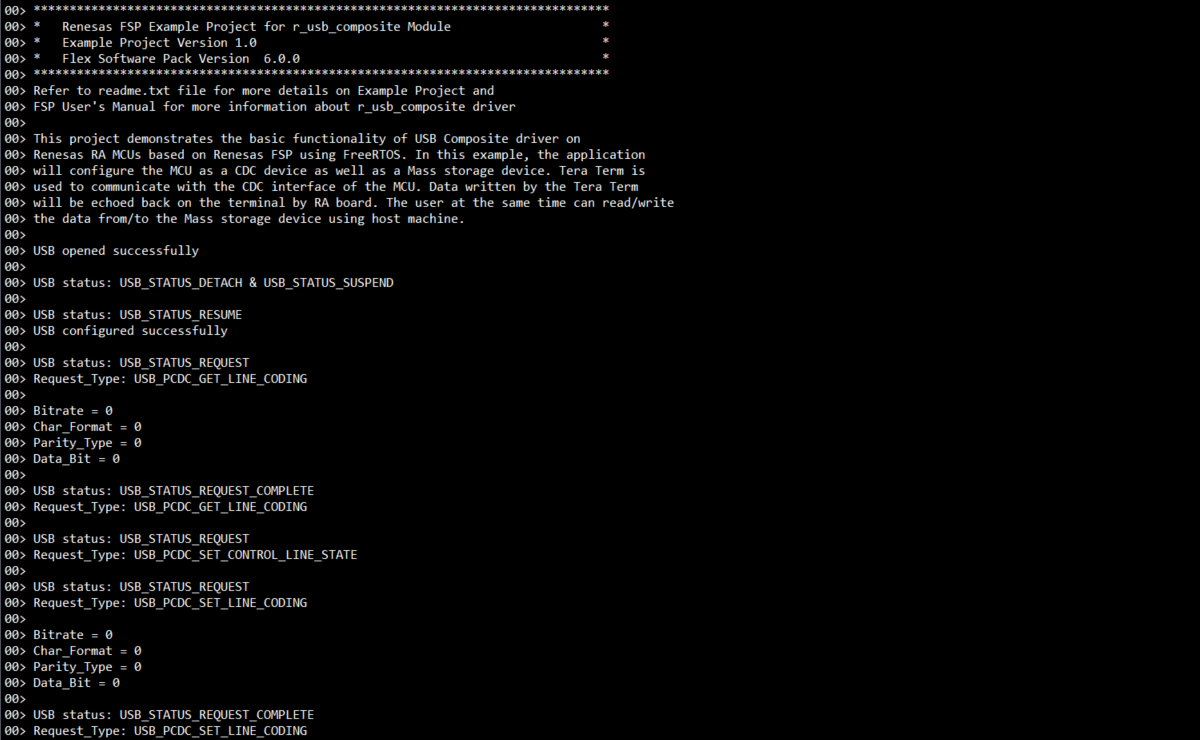 00> ********************************************************************************
00> *   Renesas FSP Example Project for r_usb_composite Module                     *
00> *   Example Project Version 1.0                                                *
00> *   Flex Software Pack Version  6.0.0                                          *
00> ********************************************************************************
00> Refer to readme.txt file for more details on Example Project and
00> FSP User's Manual for more information about r_usb_composite driver
00>
00> This project demonstrates the basic functionality of USB Composite driver on
00> Renesas RA MCUs based on Renesas FSP using FreeRTOS. In this example, the application
00> will configure the MCU as a CDC device as well as a Mass storage device. Tera Term is
00> used to communicate with the CDC interface of the MCU. Data written by the Tera Term
00> will be echoed back on the terminal by RA board. The user at the same time can read/write
00> the data from/to the Mass storage device using host machine.
00>
00> USB opened successfully
00>
00> USB status: USB_STATUS_DETACH & USB_STATUS_SUSPEND
00>
00> USB status: USB_STATUS_RESUME
00> USB configured successfully
00>
00> USB status: USB_STATUS_REQUEST
00> Request_Type: USB_PCDC_GET_LINE_CODING
00>
00> Bitrate = 0
00> Char_Format = 0
00> Parity_Type = 0
00> Data_Bit = 0
00>
00> USB status: USB_STATUS_REQUEST_COMPLETE
00> Request_Type: USB_PCDC_GET_LINE_CODING
00>
00> USB status: USB_STATUS_REQUEST
00> Request_Type: USB_PCDC_SET_CONTROL_LINE_STATE
00>
00> USB status: USB_STATUS_REQUEST
00> Request_Type: USB_PCDC_SET_LINE_CODING
00>
00> Bitrate = 0
00> Char_Format = 0
00> Parity_Type = 0
00> Data_Bit = 0
00>
00> USB status: USB_STATUS_REQUEST_COMPLETE
00> Request_Type: USB_PCDC_SET_LINE_CODING